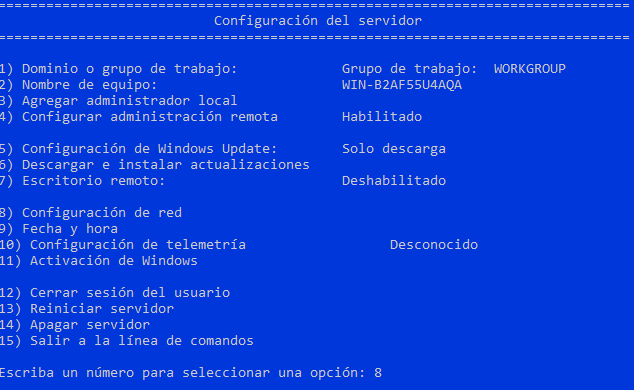 ===============================================================================
Configuración del servidor
===============================================================================
1) Dominio o grupo de trabajo: Grupo de trabajo: WORKGROUP
2) Nombre de equipo: WIN-B2AF55U4AQA
3) Agregar administrador local
4) Configurar administración remota Habilitado
5) Configuración de Windows Update: Solo descarga
6) Descargar e instalar actualizaciones
7) Escritorio remoto: Deshabilitado
8) Configuración de red
9) Fecha y hora
10) Configuración de telemetría Desconocido
11) Activación de Windows
12) Cerrar sesión del usuario
13) Reiniciar servidor
14) Apagar servidor
15) Salir a la línea de comandos
Escriba un número para seleccionar una opción: 8